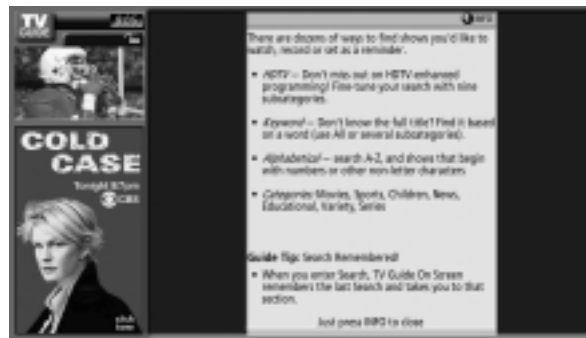 TV
GUIDE
INFO
There are dozens of ways to find shows you'd like to
watch, record or set as a reminder.
• HDTV – Don't miss out on HDTV enhanced
programming! Fine-tune your search with nine
subcategories.
• Keyword – Don't know the full title? Find it based
on a word (use All or several subcategories).
• Alphabetical – search A-Z, and shows that begin
with numbers or other non-letter characters
• Categories: Movies, Sports, Children, News,
Educational, Variety, Series
COLD
CASE
Tonight 8/7pm
CBS
Guide Tip: Search Remembered!
• When you enter Search, TV Guide On Screen
remembers the last Search and takes you to that
section.
Just press INFO to close